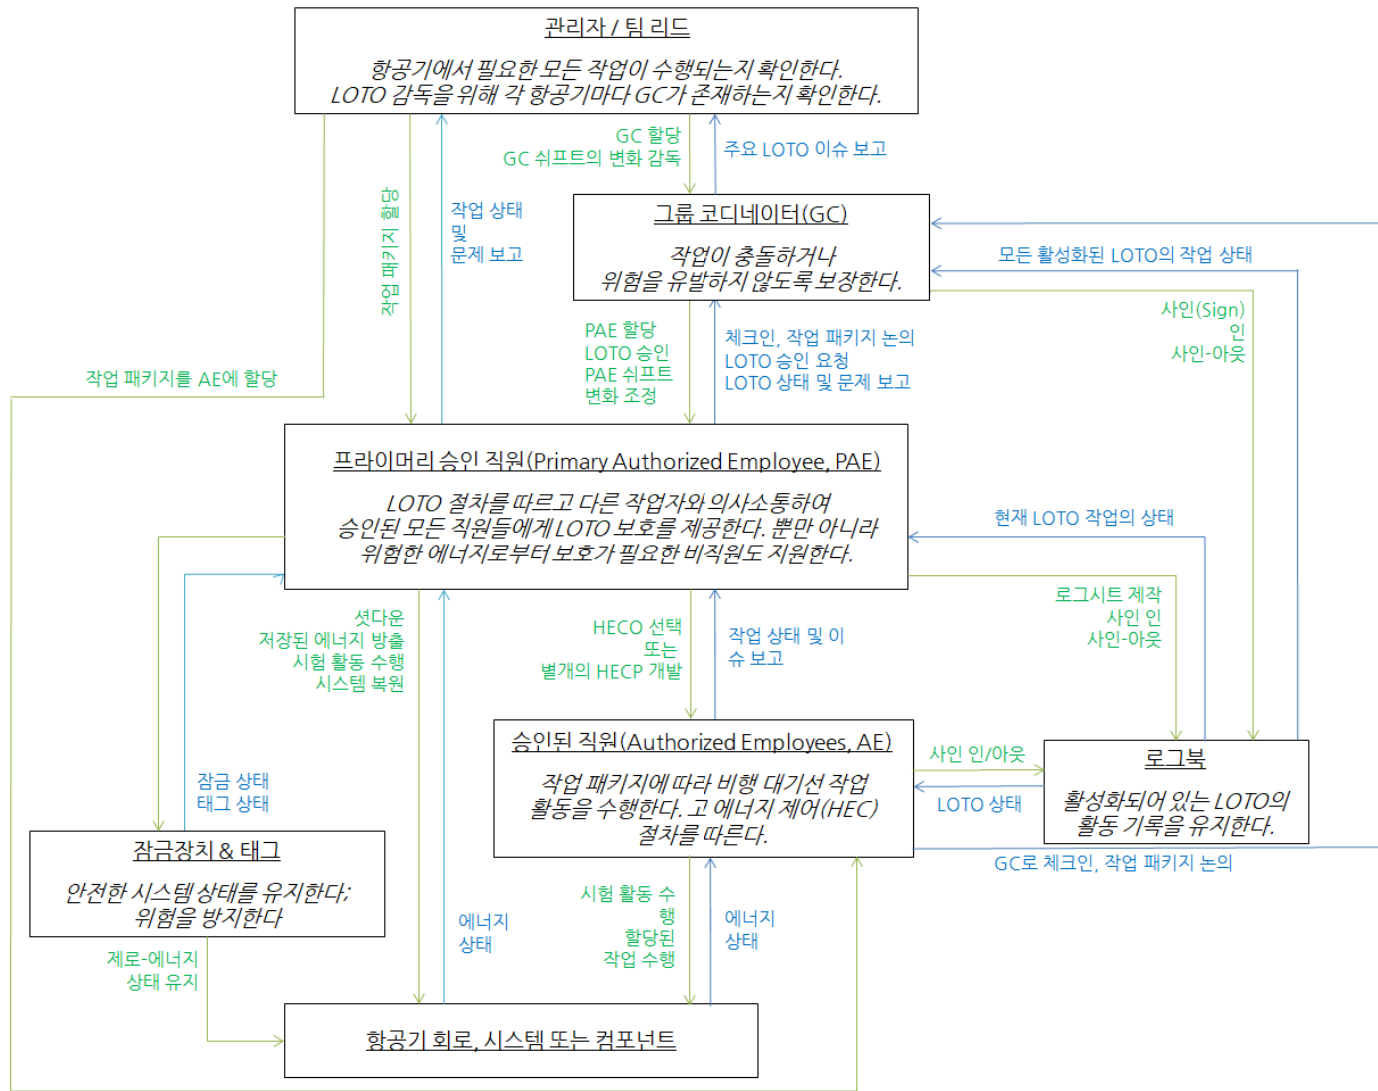 관리자 / 팀 리드
항공기에서 필요한 모든 작업이 수행되는지 확인한다.
LOTO 감독을 위해 각 항공기마다 GC가 존재하는지 확인한다.
GC 할당
GC 쉬프트의 변화 감독
주요 LOTO 이슈 보고
작업 패키지 할당
작업 상태
및
문제 보고
그룹 코디네이터(GC)
작업이 충돌하거나
위험을 유발하지 않도록 보장한다.
모든 활성화된 LOTO의 작업 상태
사인(Sign)
인
사인-아웃
PAE 할당
LOTO 승인
PAE 쉬프트
변화 조정
체크인, 작업 패키지 논의
LOTO 승인 요청
LOTO 상태 및 문제 보고
작업 패키지를 AE에 할당
프라이머리 승인 직원(Primary Authorized Employee, PAE)
LOTO 절차를 따르고 다른 작업자와 의사소통하여
승인된 모든 직원들에게 LOTO 보호를 제공한다. 뿐만 아니라
위험한 에너지로부터 보호가 필요한 비직원도 지원한다.
현재 LOTO 작업의 상태
셧다운
저장된 에너지 방출
시험 활동 수행
시스템 복원
HECO 선택
또는
별개의 HECP 개발
작업 상태 및 이
슈 보고
로그시트 제작
사인 인
사인-아웃
승인된 직원(Authorized Employees, AE)
작업 패키지에 따라 비행 대기선 작업
활동을 수행한다. 고 에너지 제어(HEC)
절차를 따른다.
사인 인/아웃
LOTO 상태
로그북
활성화되어 있는 LOTO의
활동 기록을 유지한다.
GC로 체크인, 작업 패키지 논의
잠금 상태
태그 상태
잠금장치 & 태그
안전한 시스템 상태를 유지한다;
위험을 방지한다
제로-에너지
상태 유지
에너지
상태
시험 활동 수
행
할당된
작업 수행
에너지
상태
항공기 회로, 시스템 또는 컴포넌트